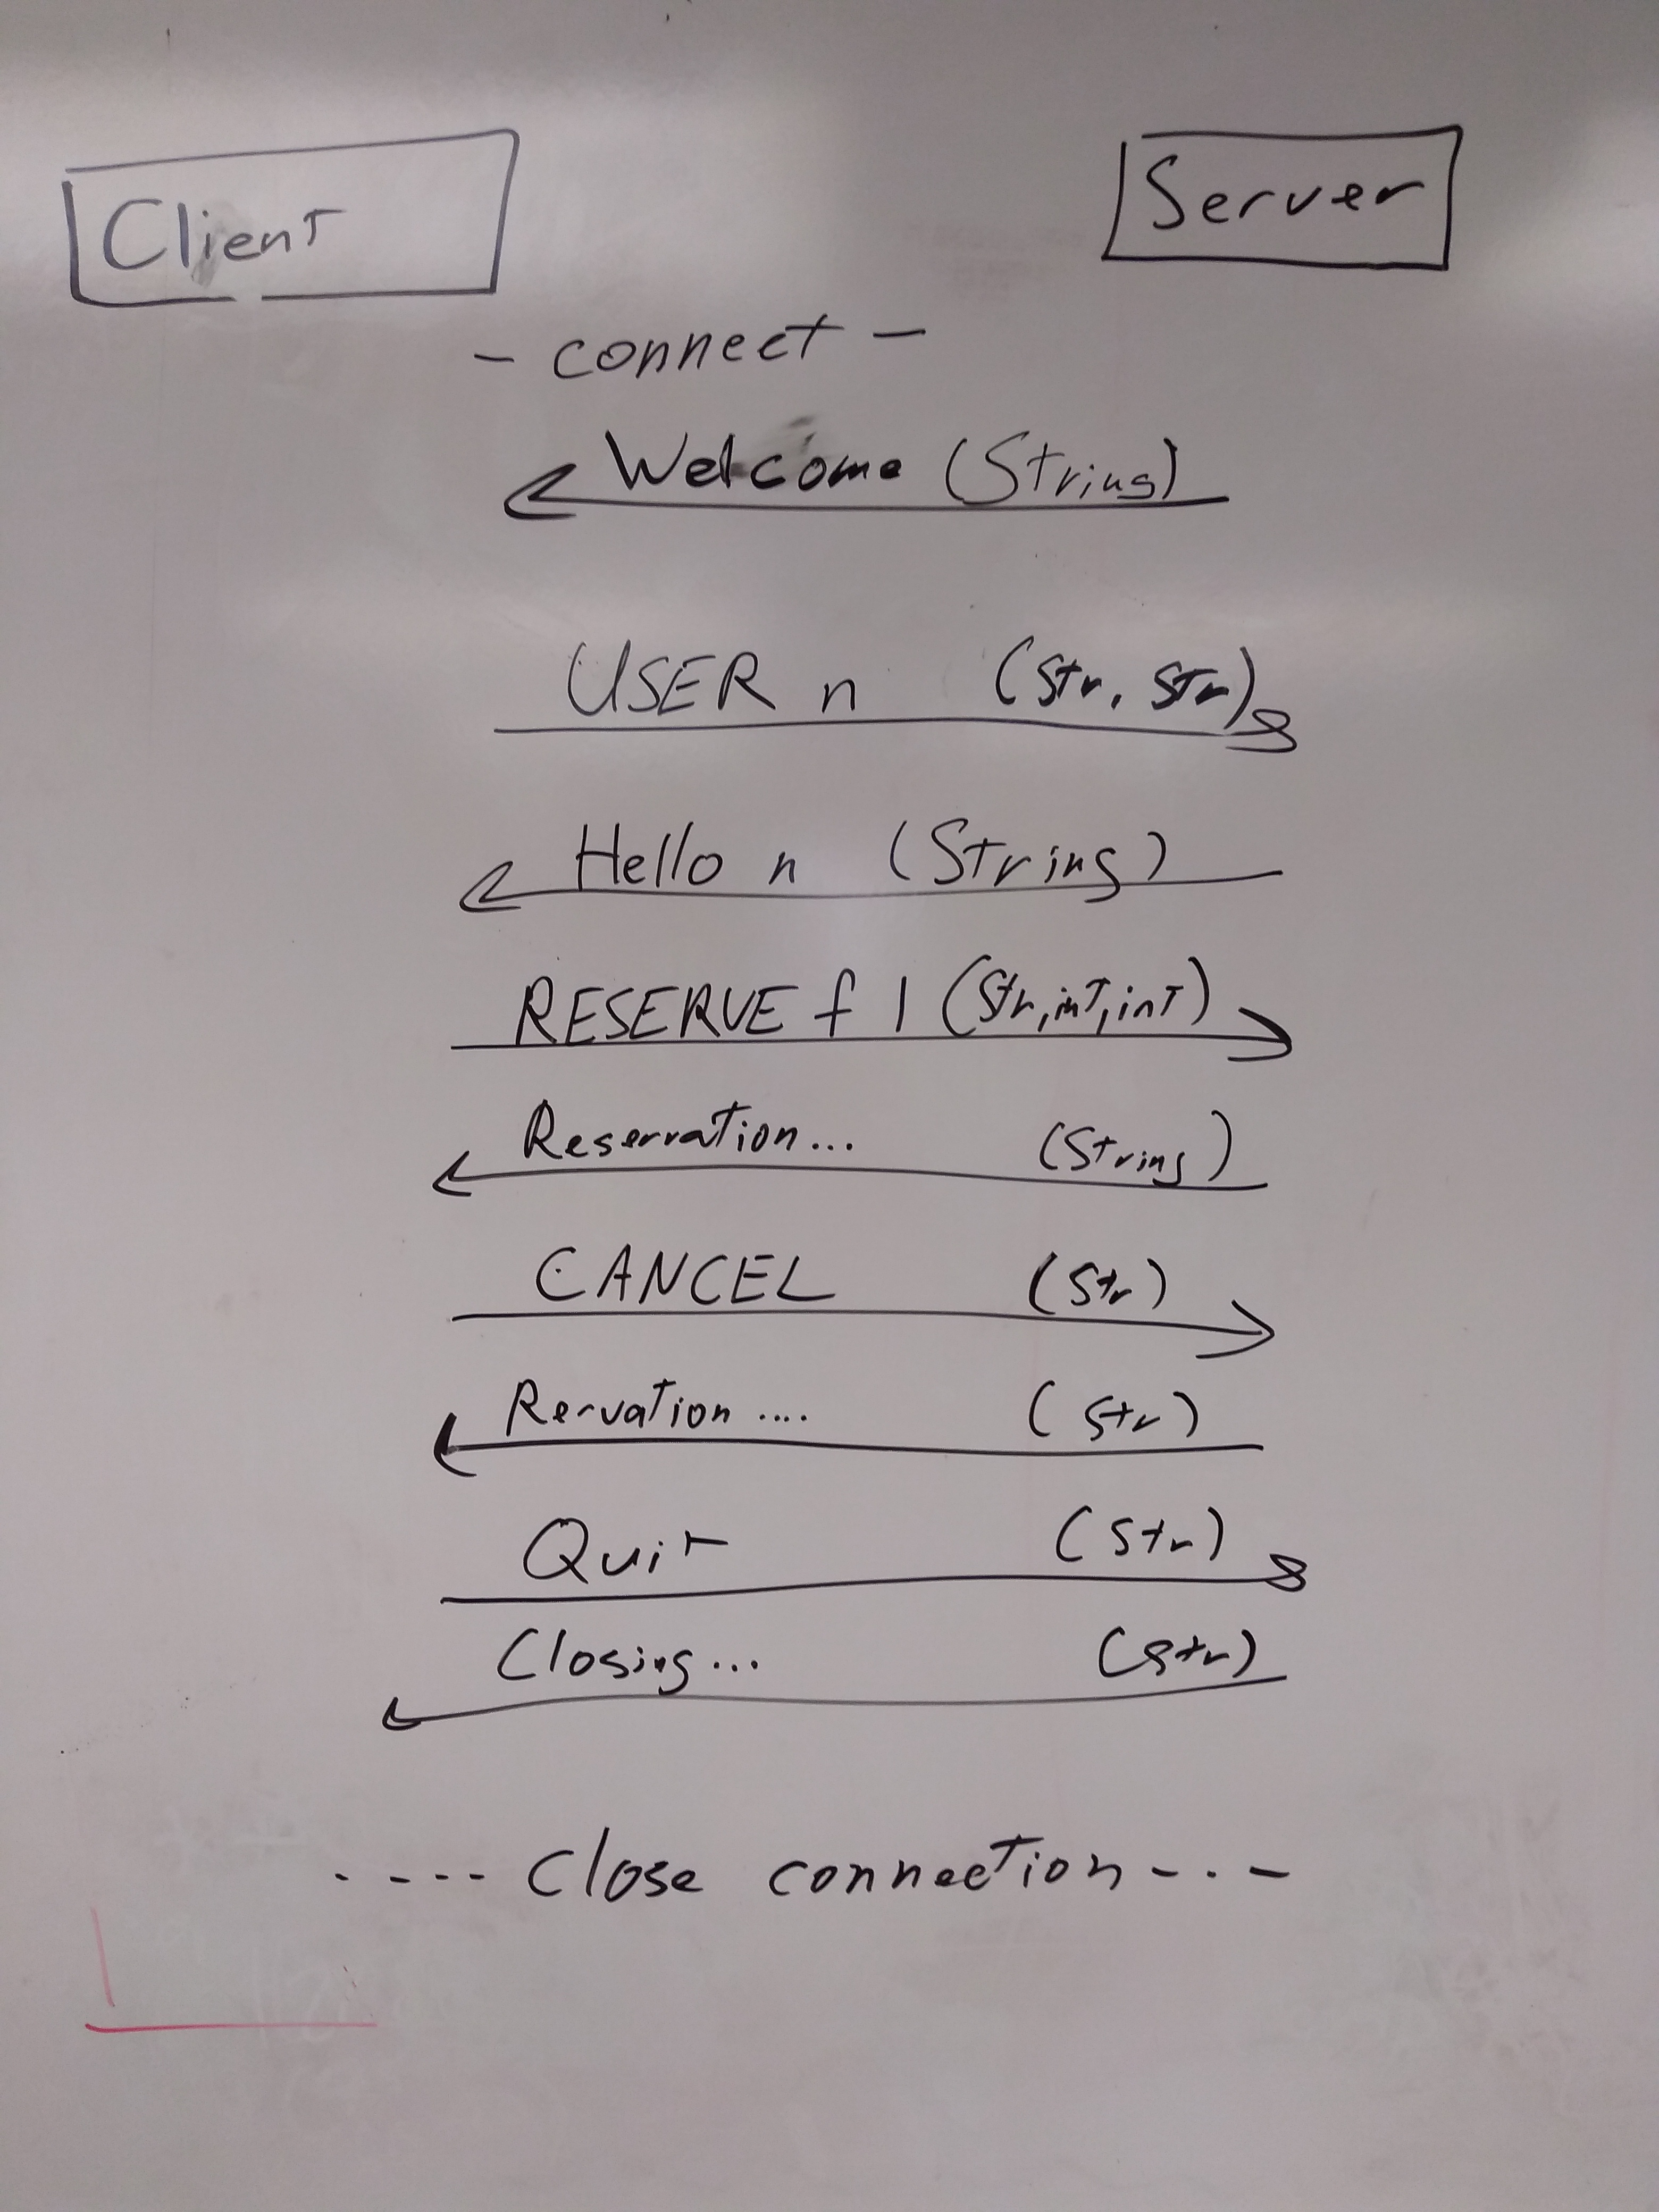 Client
Server
- connect -
Welcome (String)
USER n (Str, Str)
Hello n (String)
RESERVE f l (Str, int, int)
Reservation... (String)
CANCEL (Str)
Rervation .... (Str)
Quit (Str)
Closing... (Str)
- - - - Close connection - - -